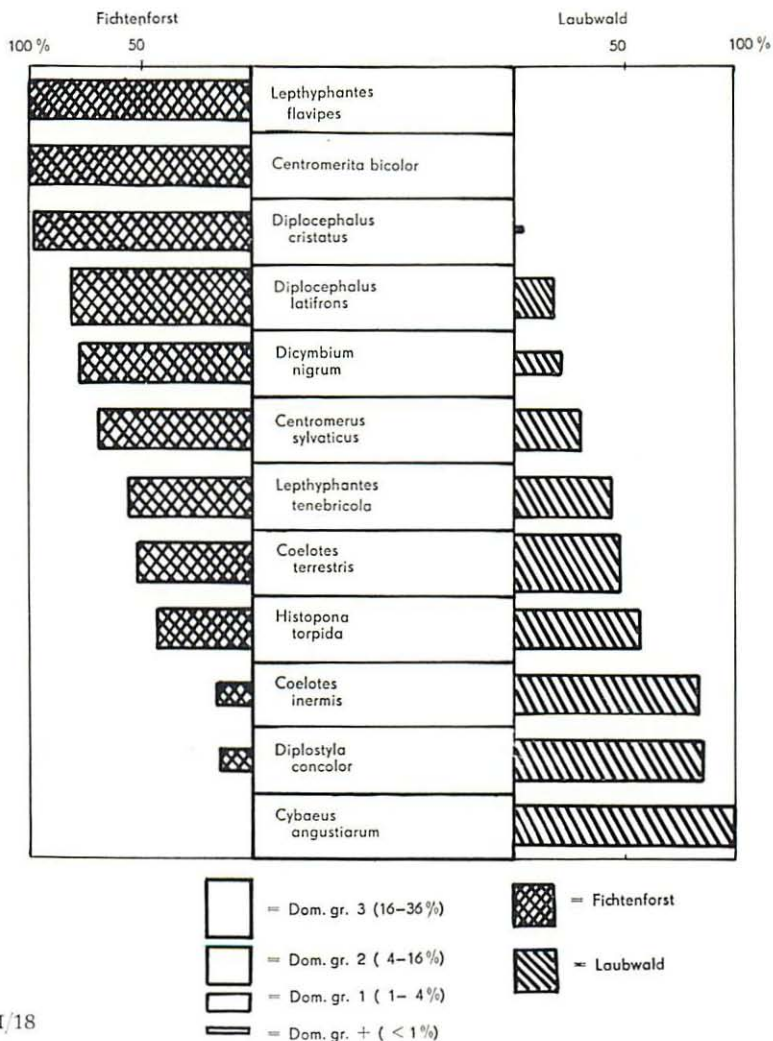 Fichtenforst Laubwald
100 % 50 50 100 %
Lepthyphantes
flavipes
Centromerita bicolor
Diplocephalus
cristatus
Diplocephalus
latifrons
Dicymbium
nigrum
Centromerus
sylvaticus
Lepthyphantes
tenebricola
Coelotes
terrestris
Histopona
torpida
Coelotes
inermis
Diplostyla
concolor
Cybaeus
angustiarum
= Dom. gr. 3 (16–36%)
= Dom. gr. 2 ( 4–16%)
= Dom. gr. 1 ( 1– 4%)
= Dom. gr. + ( < 1%)
= Fichtenforst
= Laubwald
/18